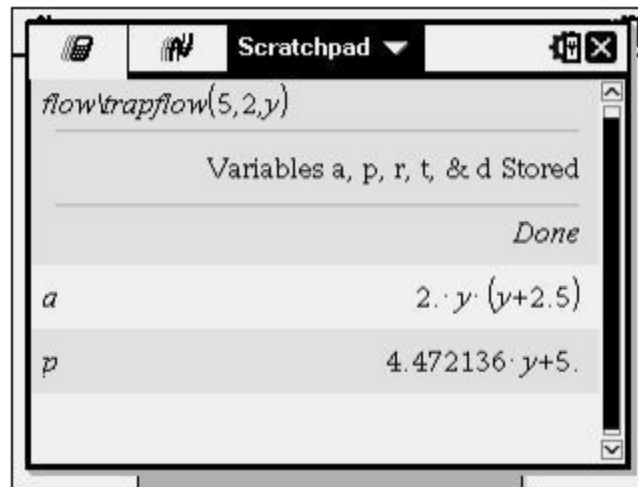 Scratchpad
flow\trapflow(5,2,y)
Variables a, p, r, t, & d Stored
Done
a 2.·y·(y+2.5)
p 4.472136·y+5.